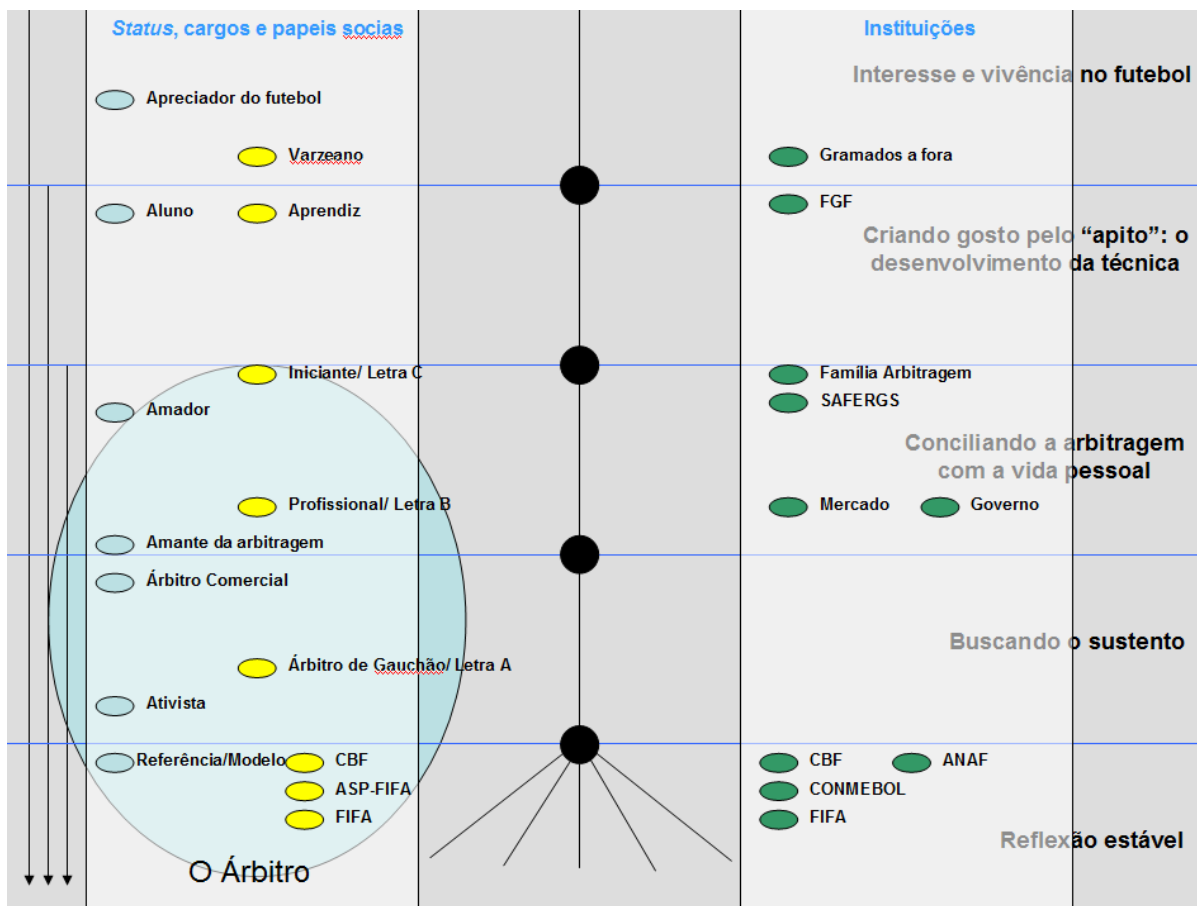 Status, cargos e papeis socias
Instituições
Interesse e vivência no futebol
Apreciador do futebol
Varzeano
Gramados a fora
Aluno
Aprendiz
FGF
Criando gosto pelo “apito”: o
desenvolvimento da técnica
Iniciante/ Letra C
Família Arbitragem
Amador
SAFERGS
Conciliando a arbitragem
com a vida pessoal
Profissional/ Letra B
Mercado
Governo
Amante da arbitragem
Árbitro Comercial
Buscando o sustento
Árbitro de Gauchão/ Letra A
Ativista
Referência/Modelo
CBF
CBF
ANAF
ASP-FIFA
CONMEBOL
FIFA
FIFA
Reflexão estável
O Árbitro